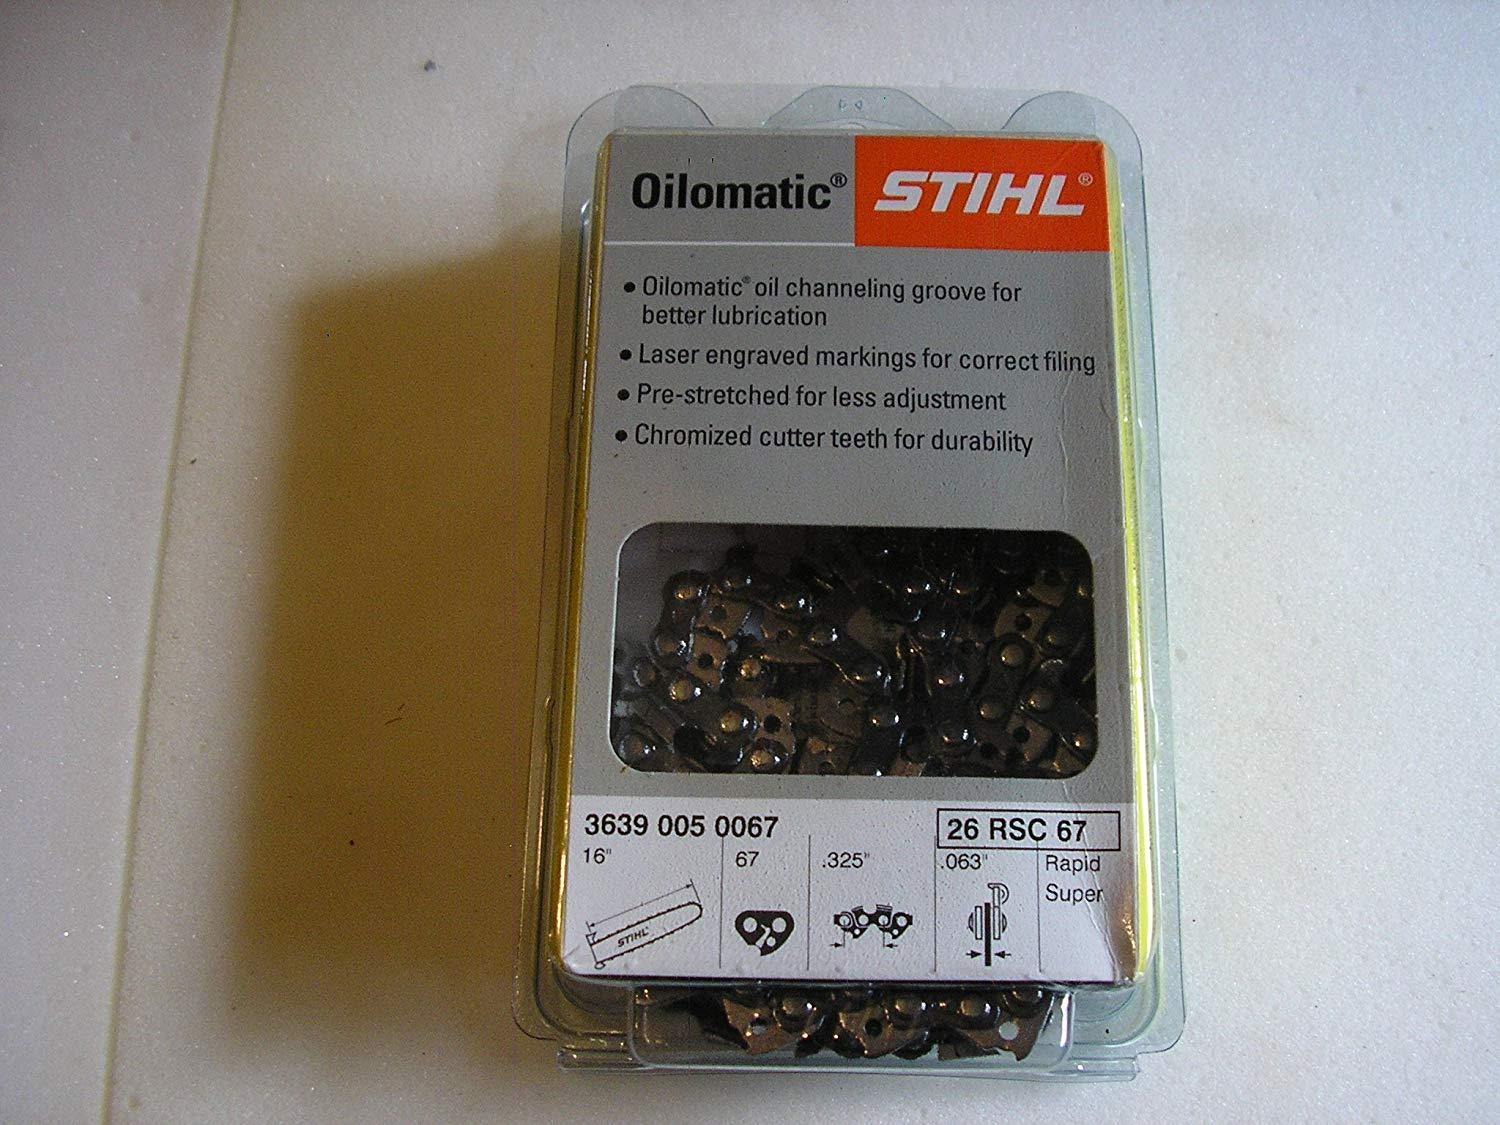 Oilomatic® STIHL®
• Oilomatic® oil channeling groove for
better lubrication
• Laser engraved markings for correct filing
• Pre-stretched for less adjustment
• Chromized cutter teeth for durability
3639 005 0067 26 RSC 67
16" 67 .325" .063" Rapid
Super
STIHL®